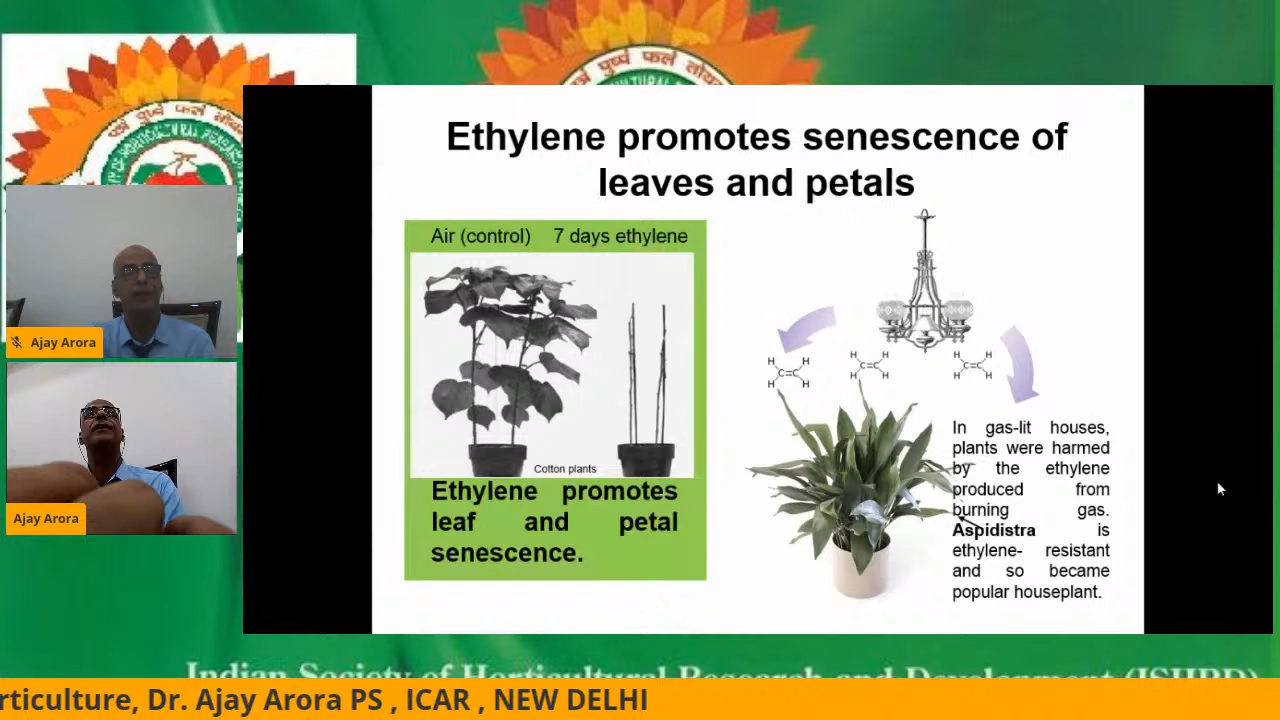 पुष्पं फलं
Ethylene promotes senescence of
leaves and petals
Air (control) 7 days ethylene
Cotton plants
Ethylene promotes
leaf and petal
senescence.
H H H H H H
C=C C=C C=C
H H H H H H
In gas-lit houses,
plants were harmed
by the ethylene
produced from
burning gas.
Aspidistra is
ethylene- resistant
and so became
popular houseplant.
Ajay Arora
Ajay Arora
Indian Society of Horticultural Research and Development (ISHRD)
rticulture, Dr. Ajay Arora PS , ICAR , NEW DELHI